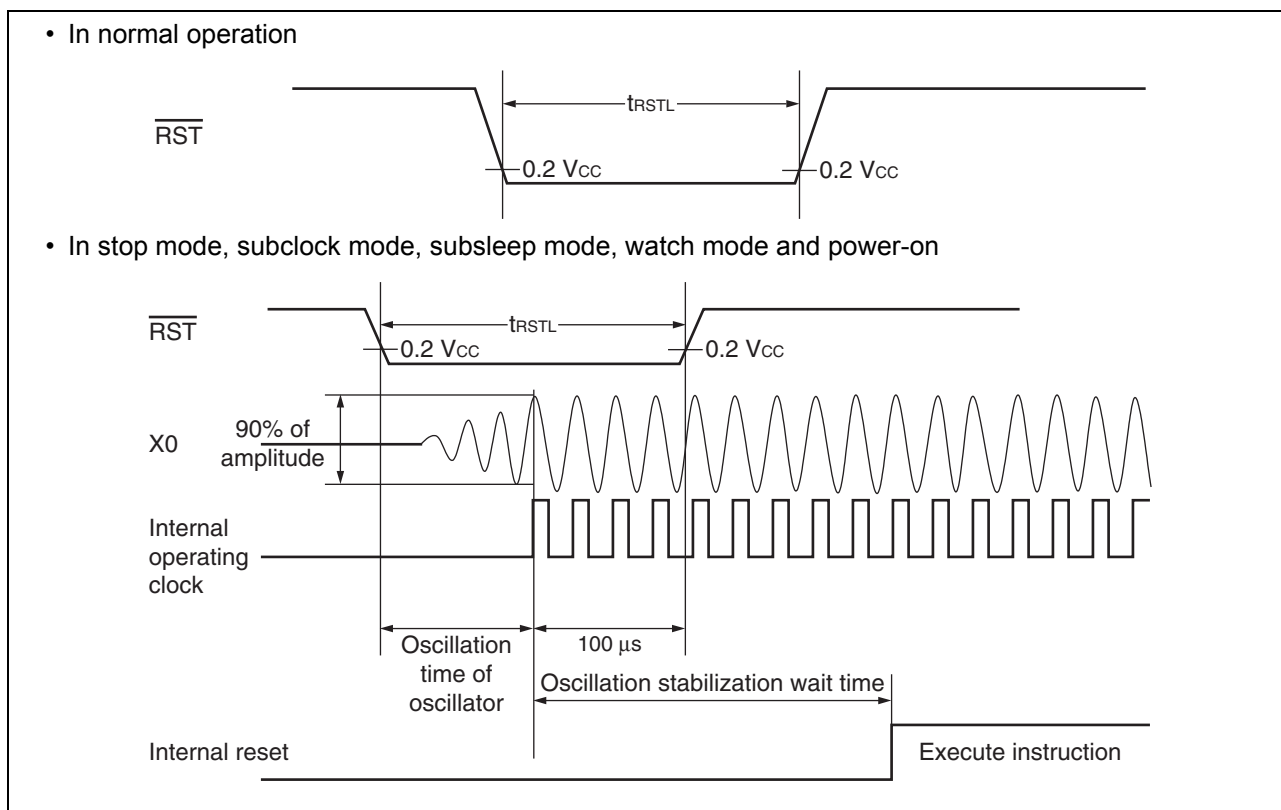 • In normal operation
tRSTL
RST
0.2 VCC
0.2 VCC
• In stop mode, subclock mode, subsleep mode, watch mode and power-on
RST
tRSTL
0.2 VCC
0.2 VCC
X0
90% of
amplitude
Internal
operating
clock
Oscillation
time of
oscillator
100 μs
Oscillation stabilization wait time
Internal reset
Execute instruction